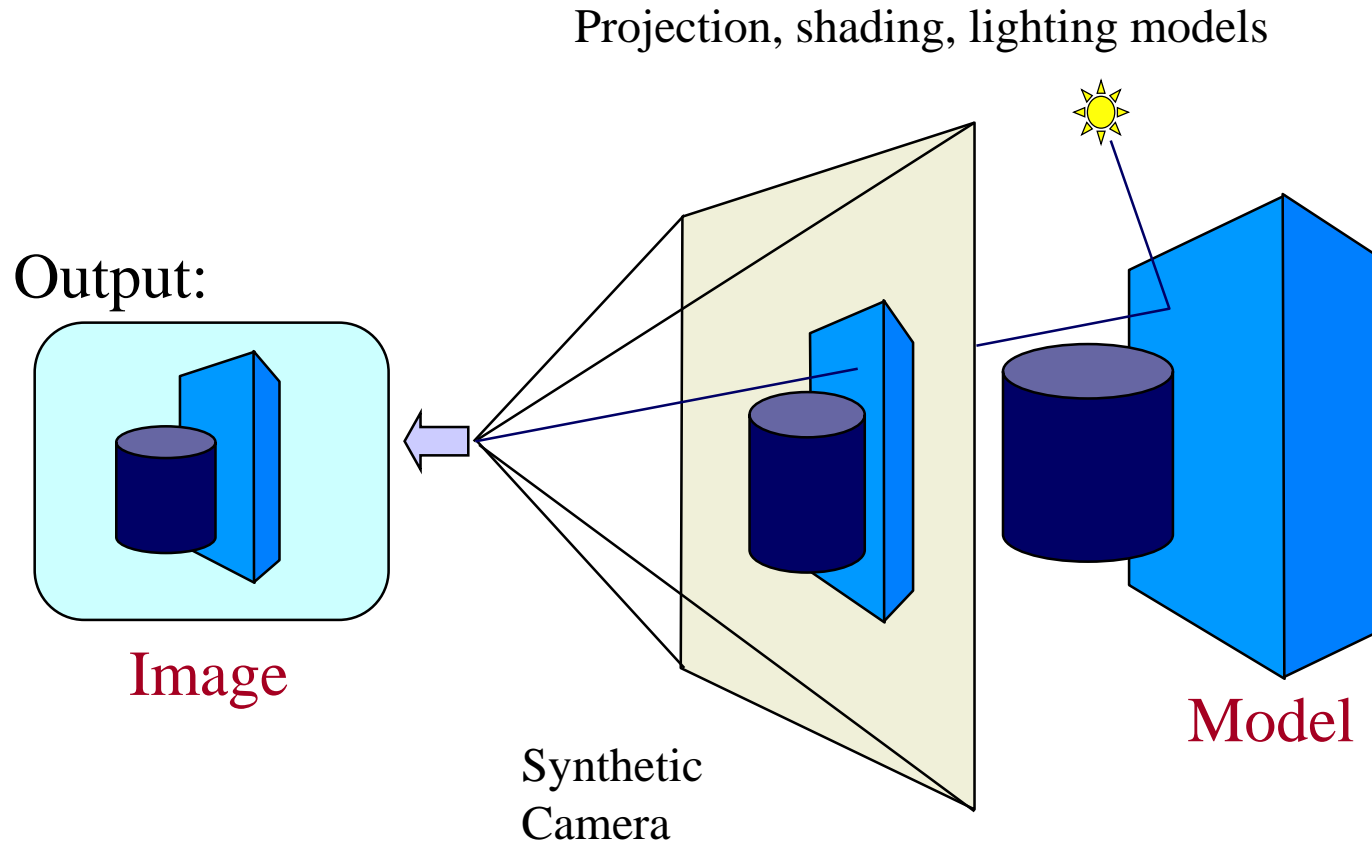 Projection, shading, lighting models
Output:
Image
Model
Synthetic
Camera